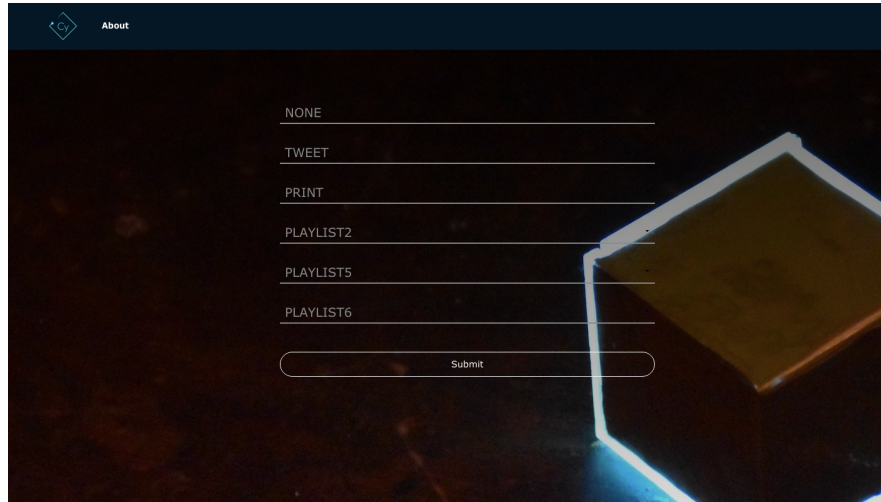 Cy
About
NONE
TWEET
PRINT
PLAYLIST2
PLAYLIST5
PLAYLIST6
Submit